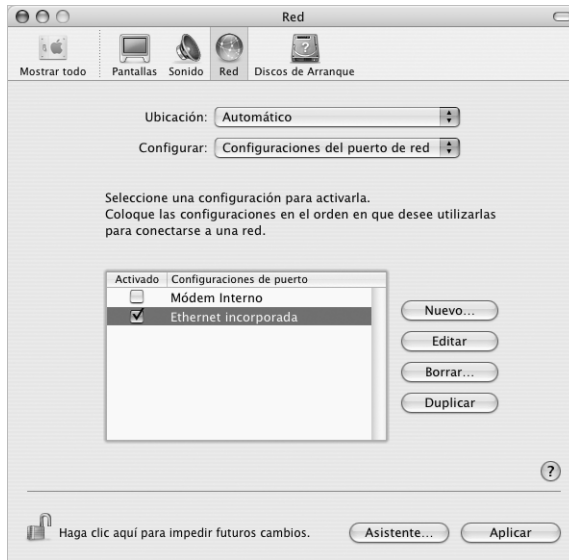 Red
Mostrar todo Pantallas Sonido Red Discos de Arranque
Ubicación: Automático
Configurar: Configuraciones del puerto de red
Seleccione una configuración para activarla.
Coloque las configuraciones en el orden en que desee utilizarlas
para conectarse a una red.
Activado Configuraciones de puerto
Módem Interno
Ethernet incorporada
Nuevo...
Editar
Borrar...
Duplicar
?
Haga clic aquí para impedir futuros cambios. Asistente... Aplicar